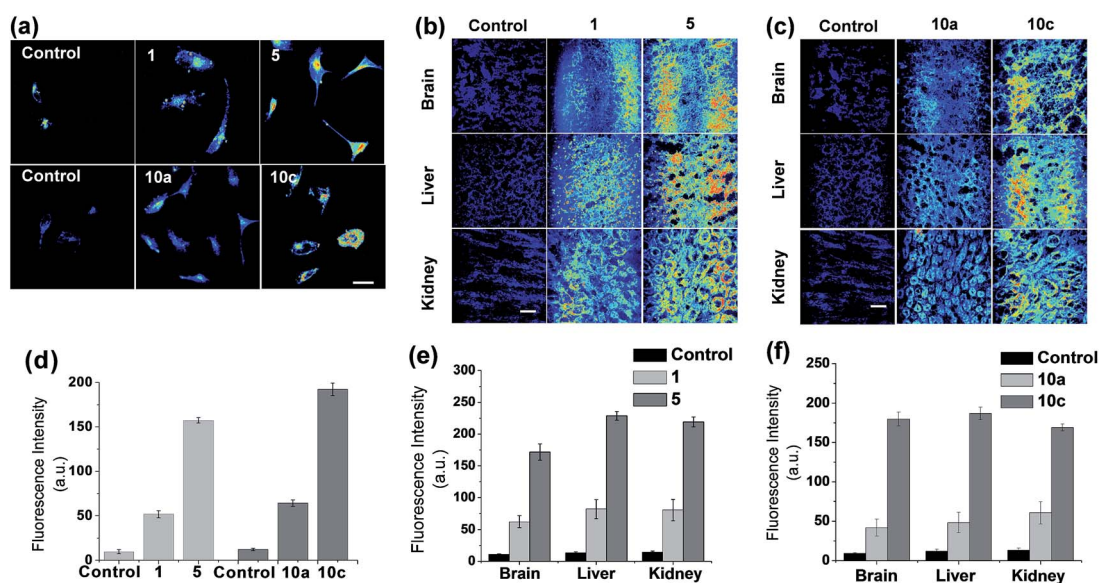 (a)
Control
1
5
Control
10a
10c
(b)
Control
1
5
Brain
Liver
Kidney
(c)
Control
10a
10c
Brain
Liver
Kidney
(d)
Fluorescence Intensity
(a.u.)
200
150
100
50
0
Control 1 5 Control 10a 10c
(e)
Control
1
5
Fluorescence Intensity
(a.u.)
300
250
200
150
100
50
0
Brain Liver Kidney
(f)
Control
10a
10c
Fluorescence Intensity
(a.u.)
250
200
150
100
50
0
Brain Liver Kidney